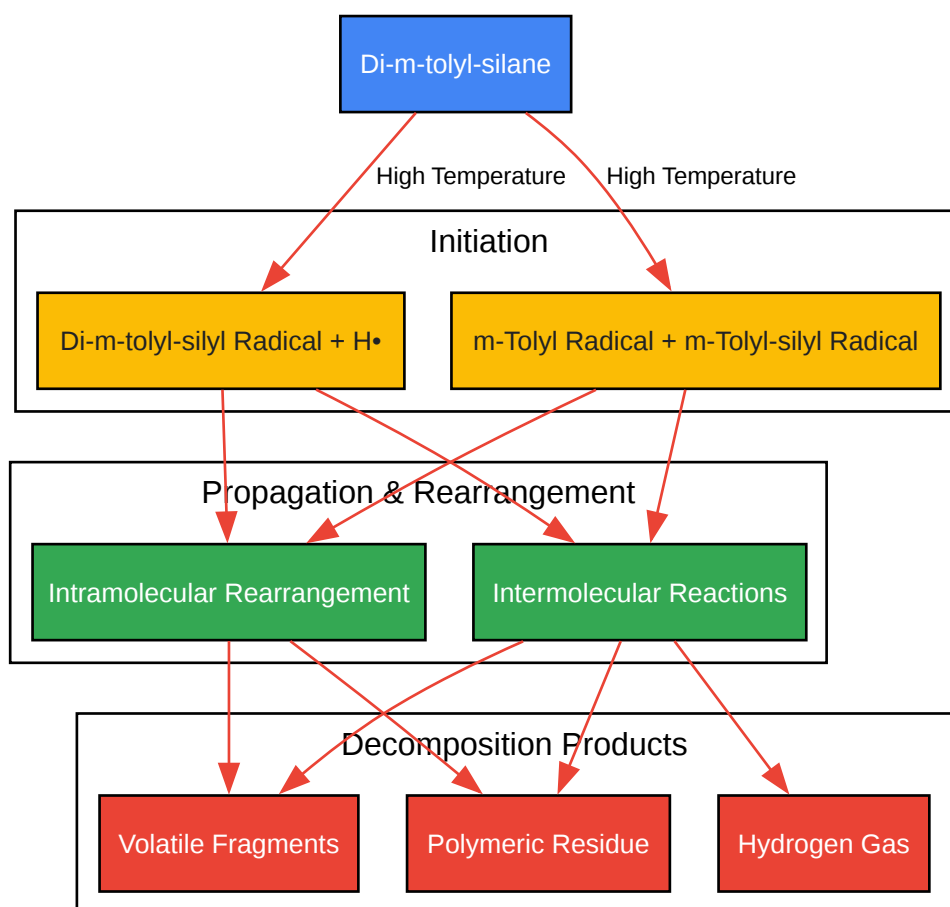 Di-m-tolyl-silane
High Temperature
High Temperature
Initiation
Di-m-tolyl-silyl Radical + H•
m-Tolyl Radical + m-Tolyl-silyl Radical
Propagation & Rearrangement
Intramolecular Rearrangement
Intermolecular Reactions
Decomposition Products
Volatile Fragments
Polymeric Residue
Hydrogen Gas